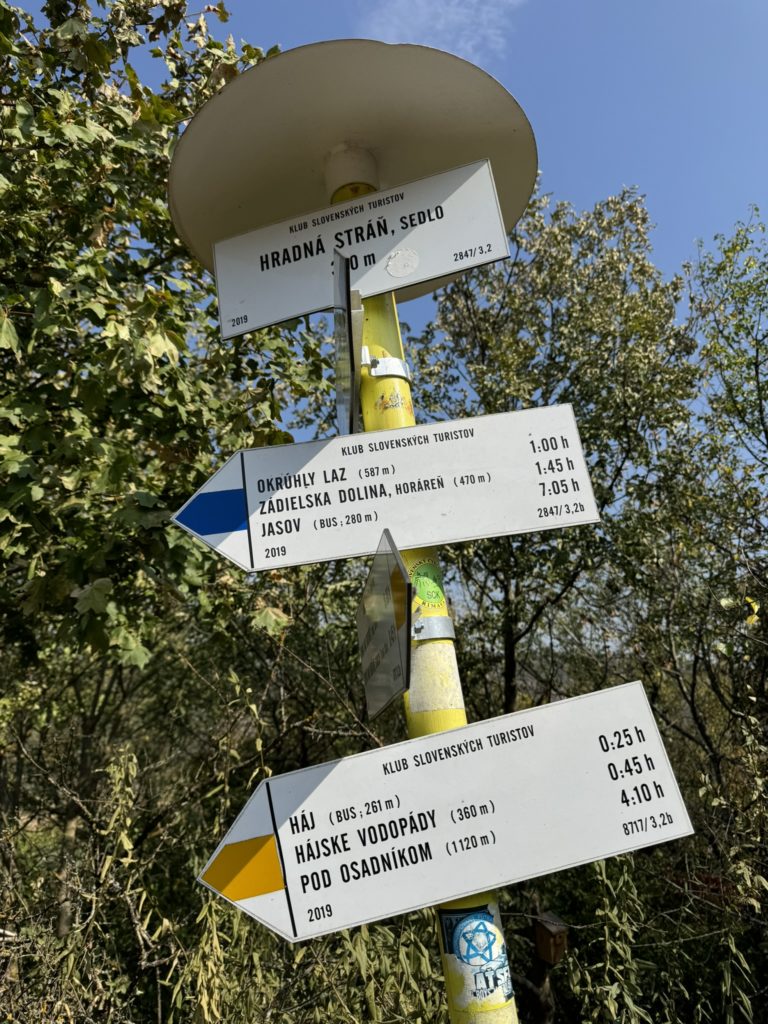 KLUB SLOVENSKÝCH TURISTOV
HRADNÁ STRÁŇ, SEDLO
0 m
2019
2847/3,2
KLUB SLOVENSKÝCH TURISTOV
OKRÚHLY LAZ (587 m) 1:00 h
ZÁDIELSKA DOLINA, HORÁREŇ (470 m) 1:45 h
JASOV (BUS; 280 m) 7:05 h
2019 2847/3,2b
SCK
KLUB SLOVENSKÝCH TURISTOV
HÁJ (BUS; 261 m) 0:25 h
HÁJSKE VODOPÁDY (360 m) 0:45 h
POD OSADNÍKOM (1120 m) 4:10 h
2019 8717/3,2b